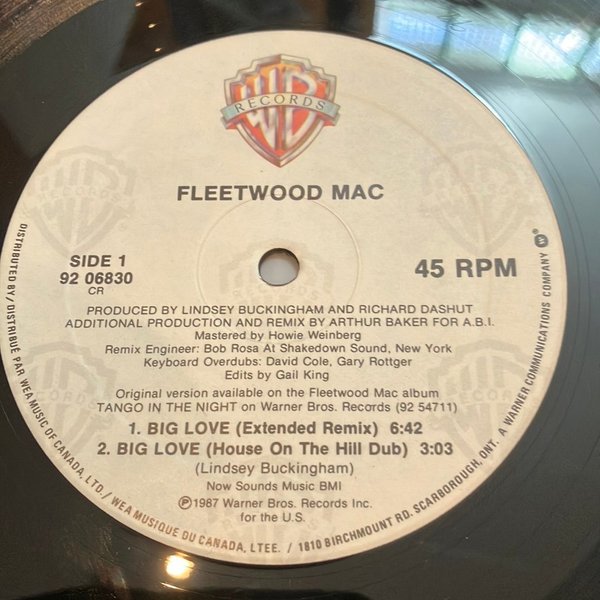 WB
RECORDS
FLEETWOOD MAC
SIDE 1
92 06830
CR
45 RPM
PRODUCED BY LINDSEY BUCKINGHAM AND RICHARD DASHUT
ADDITIONAL PRODUCTION AND REMIX BY ARTHUR BAKER FOR A.B.I.
Mastered by Howie Weinberg
Remix Engineer: Bob Rosa At Shakedown Sound, New York
Keyboard Overdubs: David Cole, Gary Rottger
Edits by Gail King
Original version available on the Fleetwood Mac album
TANGO IN THE NIGHT on Warner Bros. Records (92 54711)
1. BIG LOVE (Extended Remix) 6:42
2. BIG LOVE (House On The Hill Dub) 3:03
(Lindsey Buckingham)
Now Sounds Music BMI
Ⓟ1987 Warner Bros. Records Inc.
for the U.S.
DISTRIBUTED BY/DISTRIBUÉ PAR WEA MUSIC OF CANADA, LTD./WEA MUSIQUE DU CANADA, LTEE. / 1810 BIRCHMOUNT RD. SCARBOROUGH, ONT. A WARNER COMMUNICATIONS COMPANY